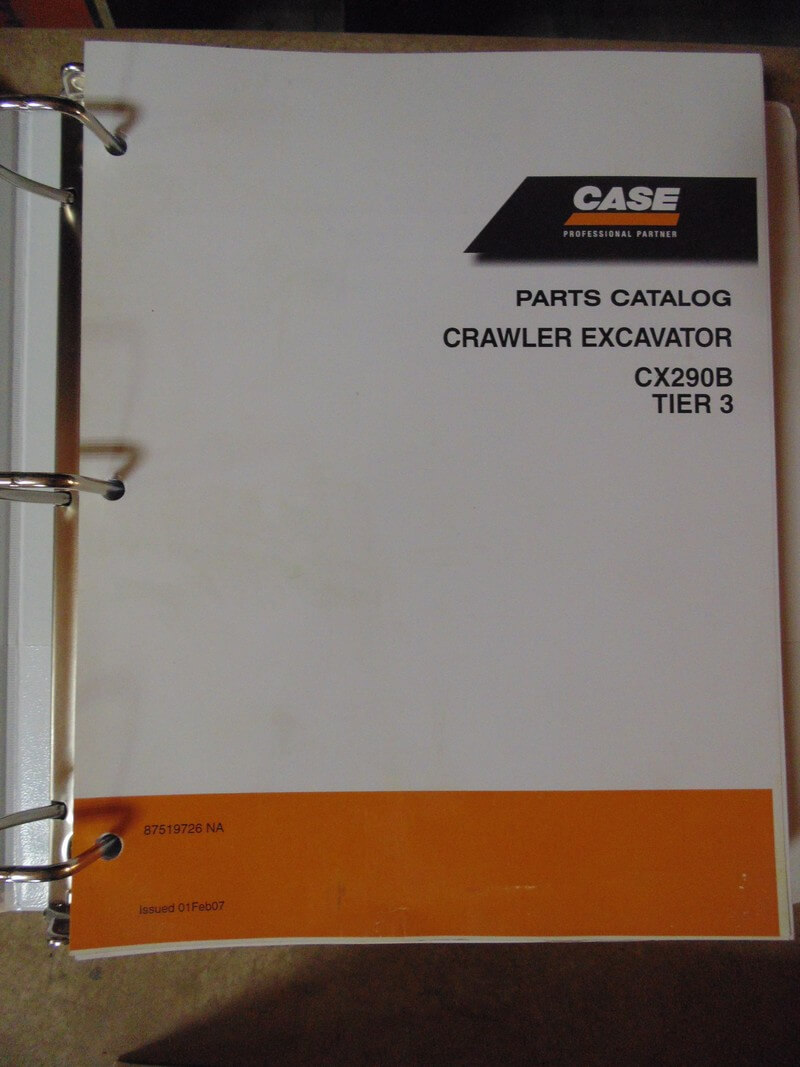 CASE
PROFESSIONAL PARTNER
PARTS CATALOG
CRAWLER EXCAVATOR
CX290B
TIER 3
87519726 NA
Issued 01Feb07